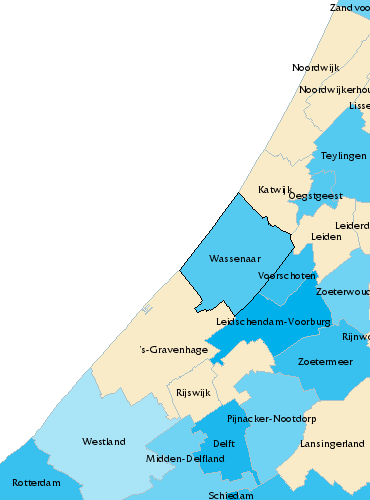 Zandvoo
Noordwijk
Noordwijkerhou
Lisse
Teylingen
Katwijk
Oegstgeest
Leiderd
Leiden
Wassenaar
Voorschoten
Zoeterwoud
Leidschendam-Voorburg
Rijnwo
's-Gravenhage
Zoetermeer
Rijswijk
Pijnacker-Nootdorp
Westland
Delft
Lansingerland
Midden-Delfland
Rotterdam
Schiedam